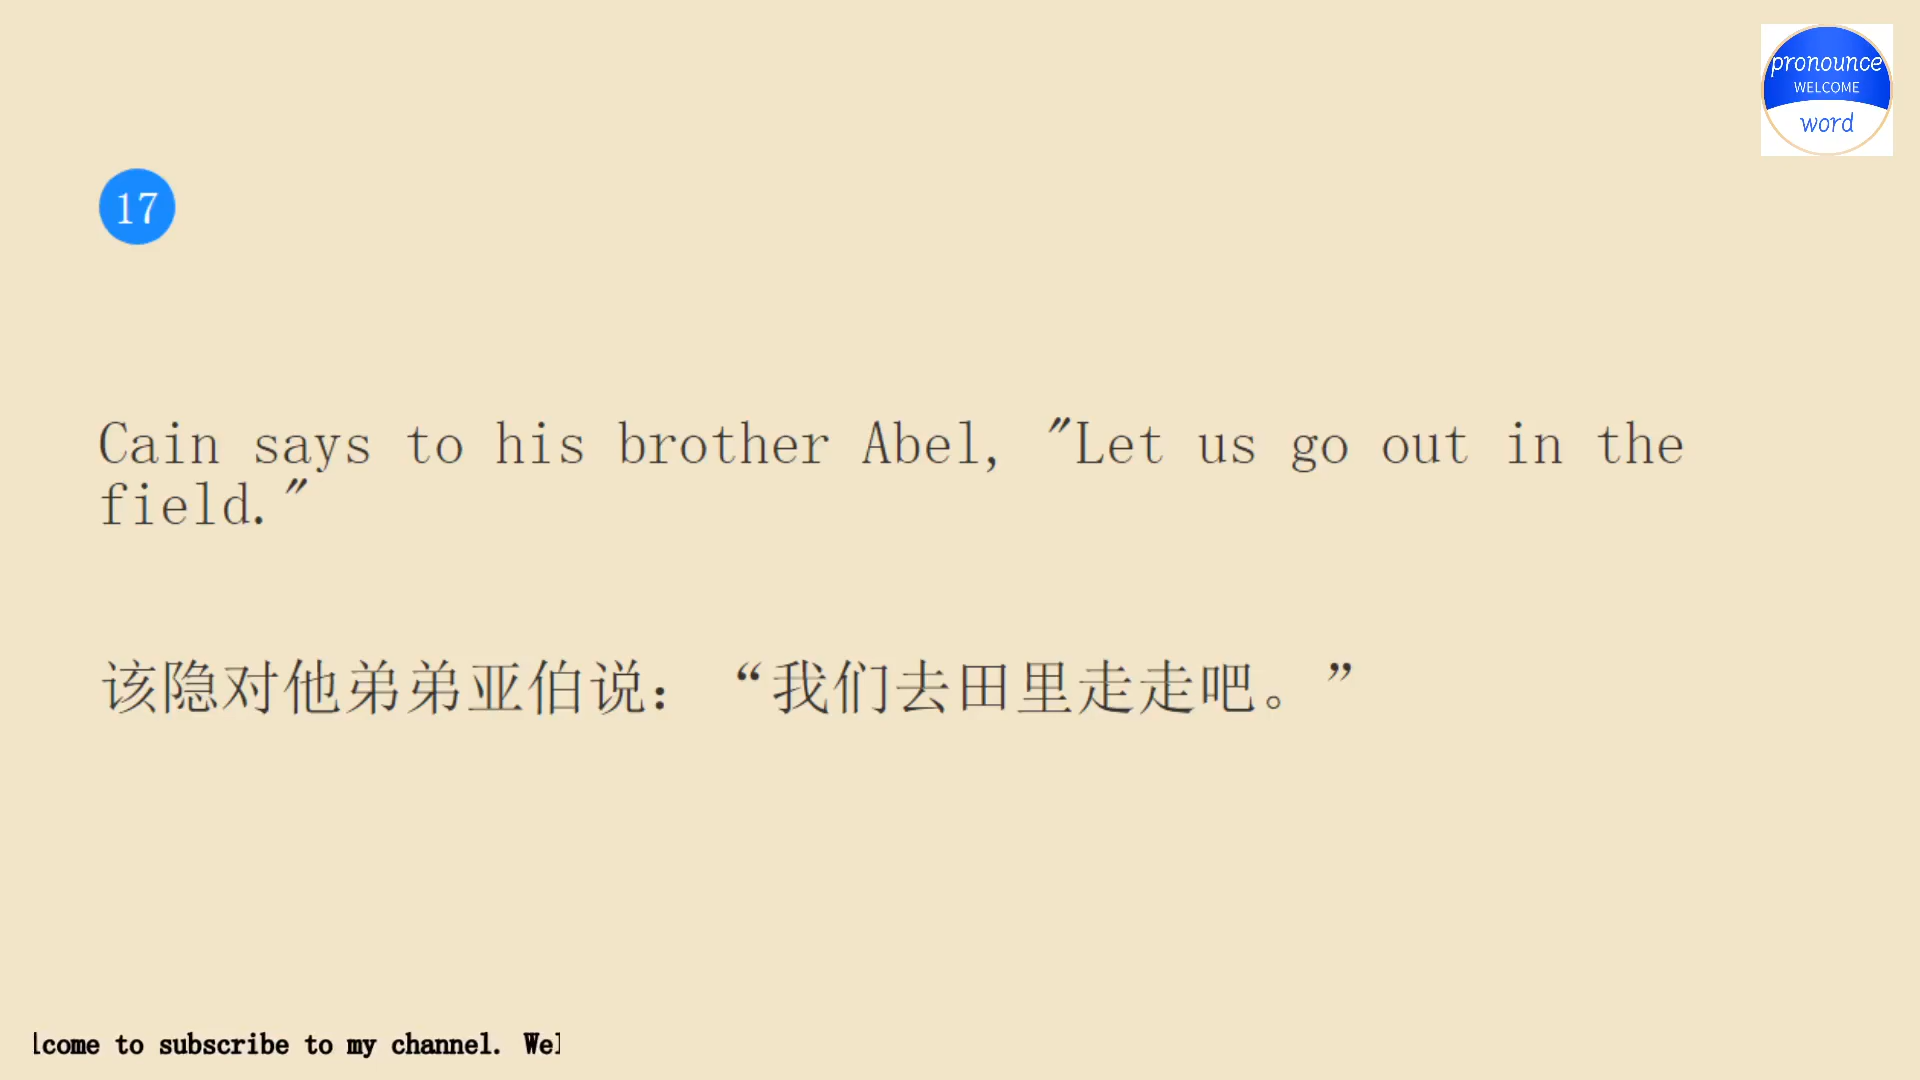 pronounce
WELCOME
word
17
Cain says to his brother Abel, "Let us go out in the
field."
该隐对他弟弟亚伯说：“我们去田里走走吧。”
lcome to subscribe to my channel. Wel